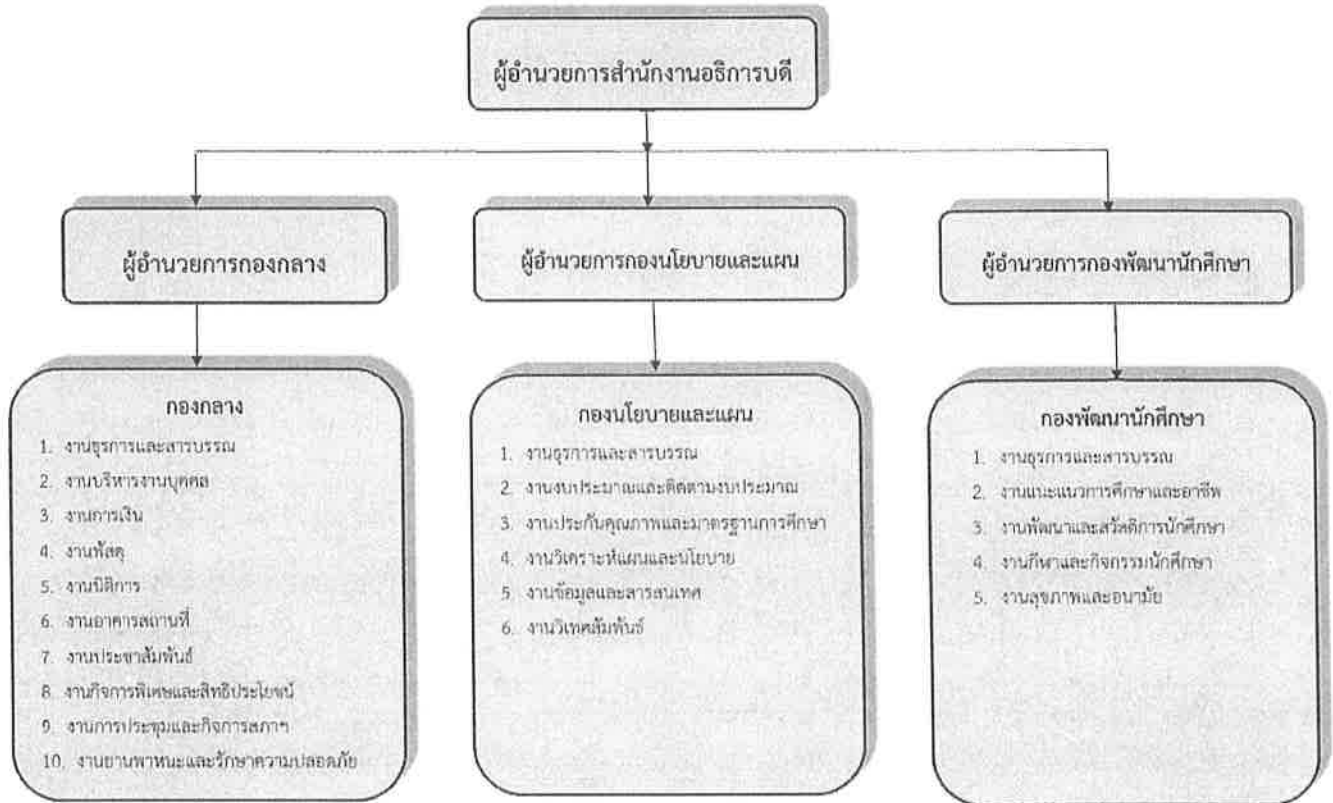 ผู้อำนวยการสำนักงานอธิการบดี
ผู้อำนวยการกองกลาง
ผู้อำนวยการกองนโยบายและแผน
ผู้อำนวยการกองพัฒนานักศึกษา
กองกลาง
1. งานธุรการและสารบรรณ
2. งานบริหารงานบุคคล
3. งานการเงิน
4. งานพัสดุ
5. งานนิติการ
6. งานอาคารสถานที่
7. งานประชาสัมพันธ์
8. งานกิจการพิเศษและสิทธิประโยชน์
9. งานการประชุมและกิจการสภาฯ
10. งานยานพาหนะและรักษาความปลอดภัย
กองนโยบายและแผน
1. งานธุรการและสารบรรณ
2. งานงบประมาณและติดตามงบประมาณ
3. งานประกันคุณภาพและมาตรฐานการศึกษา
4. งานวิเคราะห์แผนและนโยบาย
5. งานข้อมูลและสารสนเทศ
6. งานวิเทศสัมพันธ์
กองพัฒนานักศึกษา
1. งานธุรการและสารบรรณ
2. งานแนะแนวการศึกษาและอาชีพ
3. งานพัฒนาและสวัสดิการนักศึกษา
4. งานกีฬาและกิจกรรมนักศึกษา
5. งานสุขภาพและอนามัย